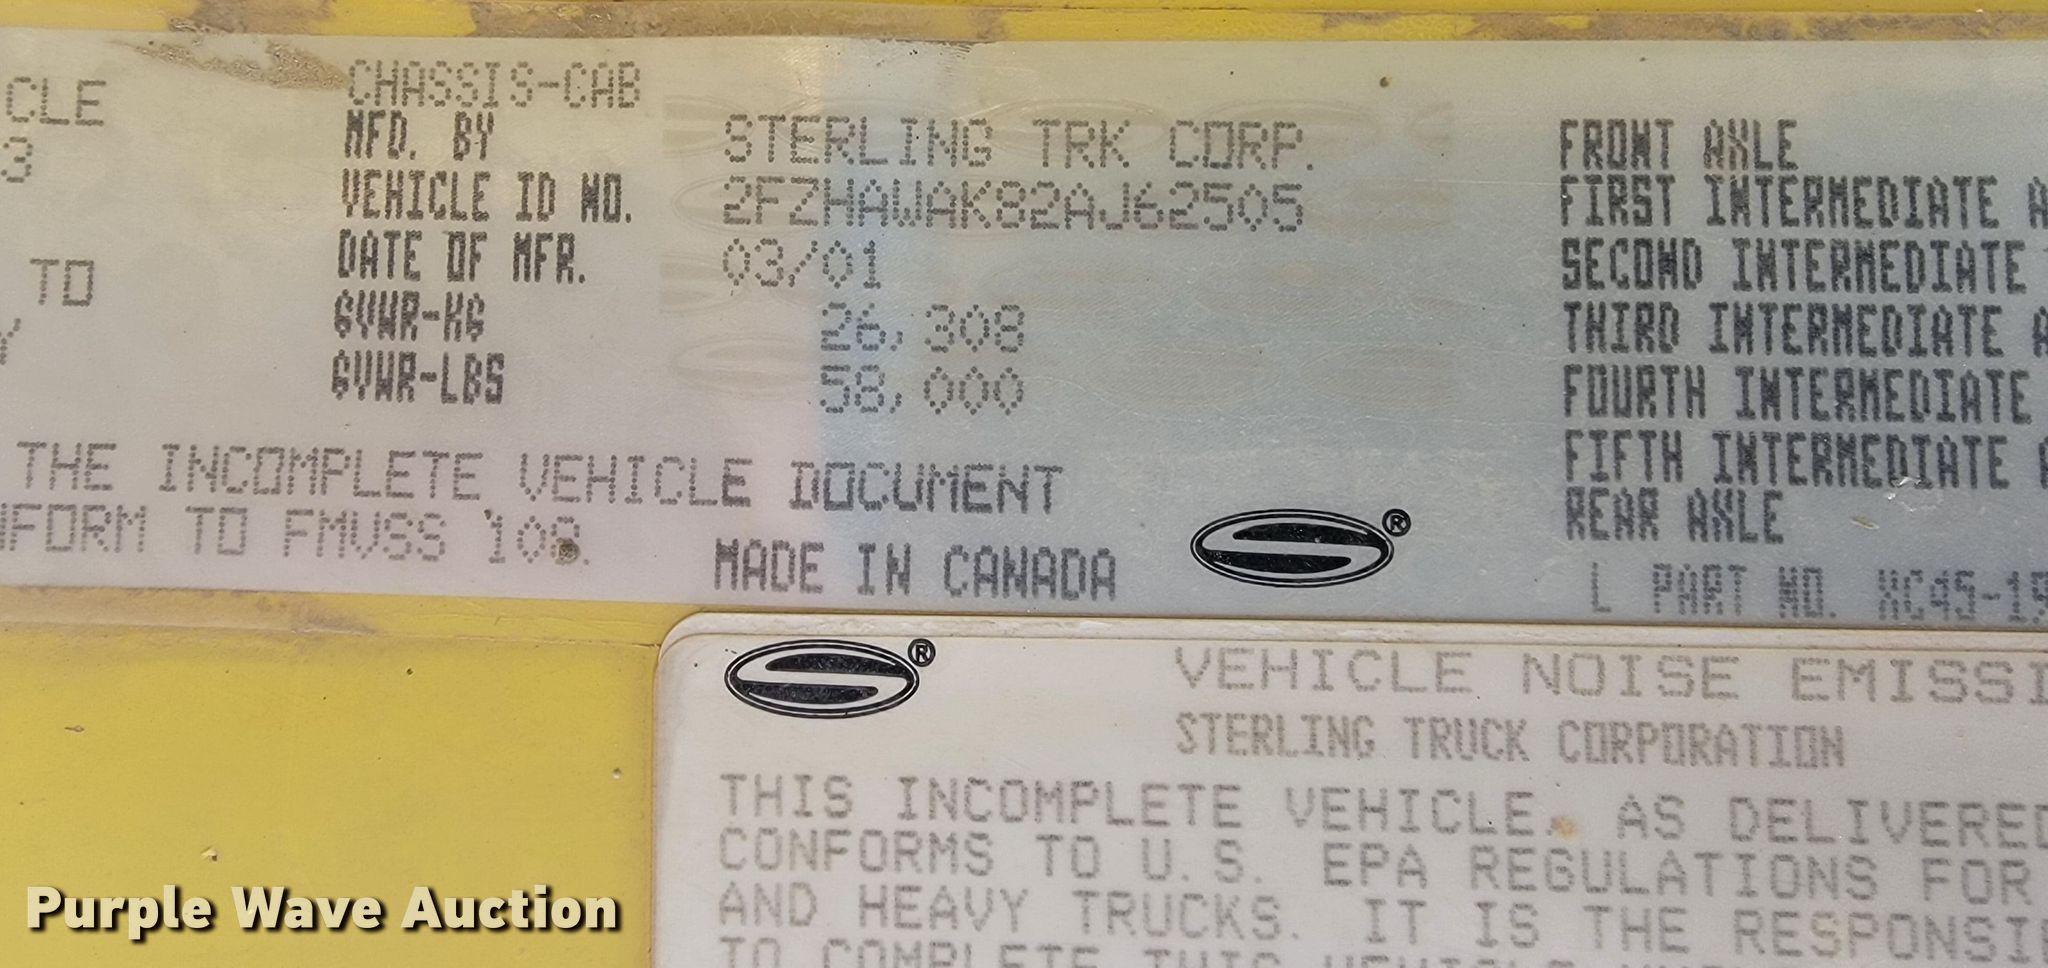 CLE
3
TO
CHASSIS-CAB
MFD. BY STERLING TRK CORP.
VEHICLE ID NO. 2FZHAWAK82AJ62505
DATE OF MFR. 03/01
GVWR-KG 26,308
GVWR-LBS 58,000
THE INCOMPLETE VEHICLE DOCUMENT
NFORM TO FMVSS 108.
MADE IN CANADA
®
FRONT AXLE
FIRST INTERMEDIATE A
SECOND INTERMEDIATE
THIRD INTERMEDIATE A
FOURTH INTERMEDIATE
FIFTH INTERMEDIATE A
REAR AXLE
L PART NO.
®
VEHICLE NOISE EMISSI
STERLING TRUCK CORPORATION
THIS INCOMPLETE VEHICLE, AS DELIVERED
CONFORMS TO U.S. EPA REGULATIONS FOR
AND HEAVY TRUCKS. IT IS THE RESPONSI
TO COMPLETE THIS VEHICLE
Purple Wave Auction